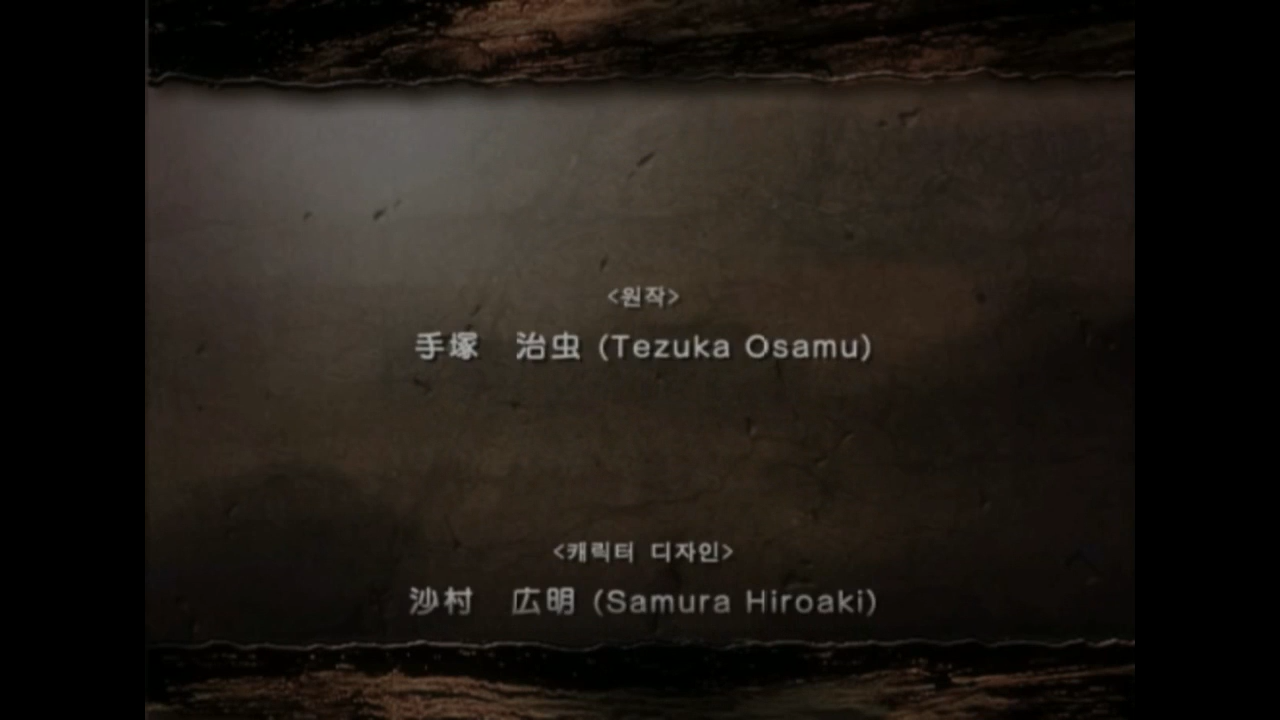 <원작>
手塚　治虫 (Tezuka Osamu)
<캐릭터 디자인>
沙村　広明 (Samura Hiroaki)